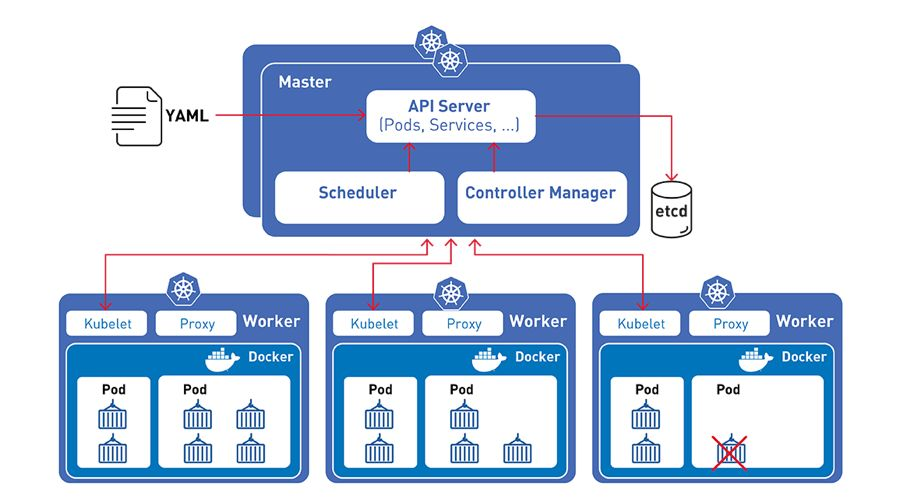 Master
API Server
(Pods, Services, ...)
YAML
Scheduler
Controller Manager
etcd
Kubelet
Proxy
Worker
Docker
Pod
Pod
Kubelet
Proxy
Worker
Docker
Pod
Pod
Kubelet
Proxy
Worker
Docker
Pod
Pod